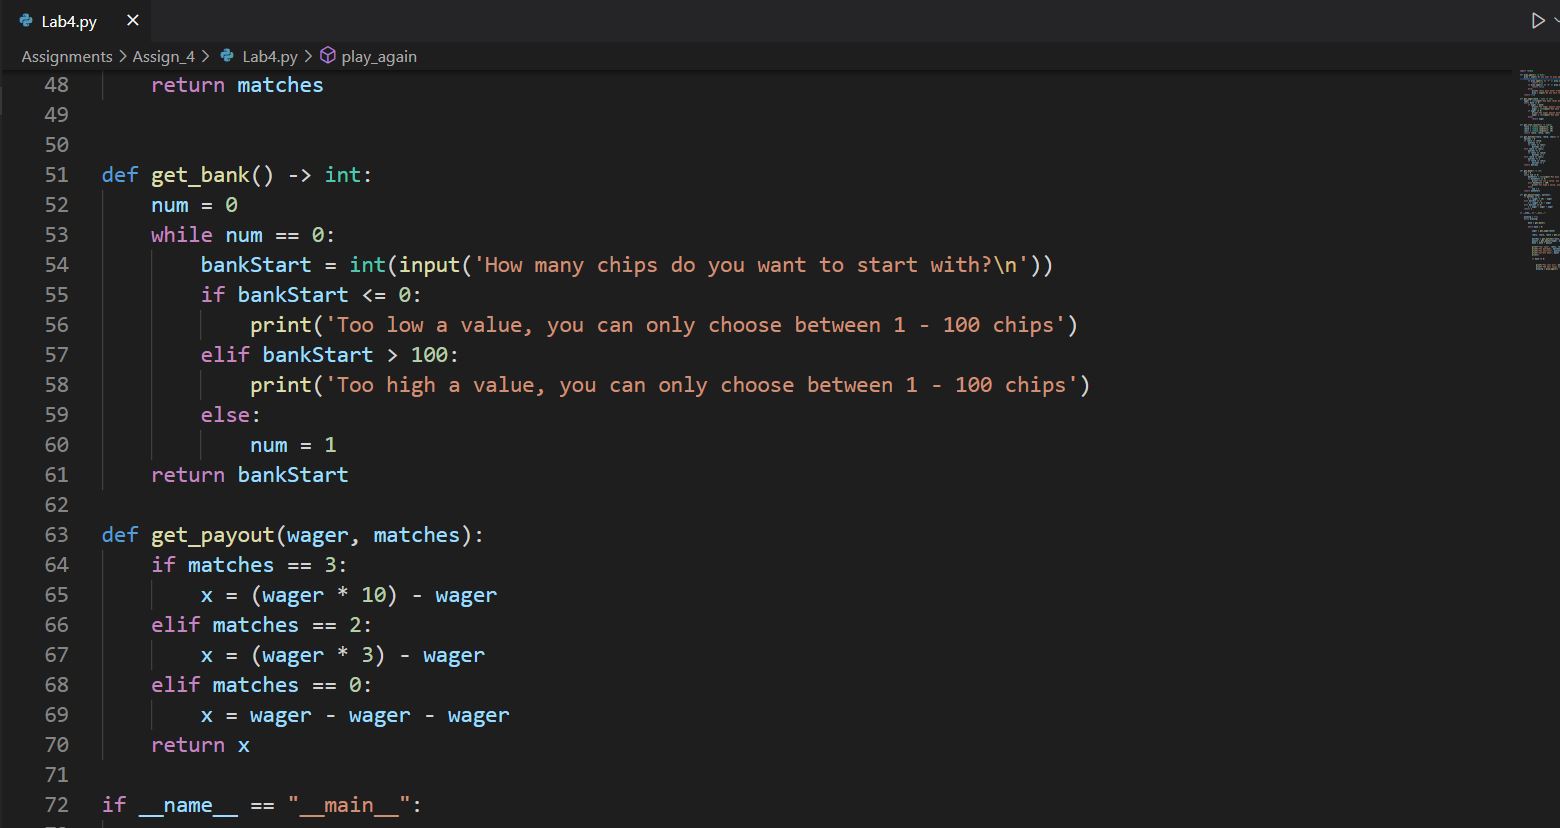 Lab4.py
Assignments > Assign_4 > Lab4.py > play_again
48 return matches
49
50
51 def get_bank() -> int:
52     num = 0
53     while num == 0:
54         bankStart = int(input('How many chips do you want to start with?\n'))
55         if bankStart <= 0:
56             print('Too low a value, you can only choose between 1 - 100 chips')
57         elif bankStart > 100:
58             print('Too high a value, you can only choose between 1 - 100 chips')
59         else:
60             num = 1
61     return bankStart
62
63 def get_payout(wager, matches):
64     if matches == 3:
65         x = (wager * 10) - wager
66     elif matches == 2:
67         x = (wager * 3) - wager
68     elif matches == 0:
69         x = wager - wager - wager
70     return x
71
72 if __name__ == "__main__":